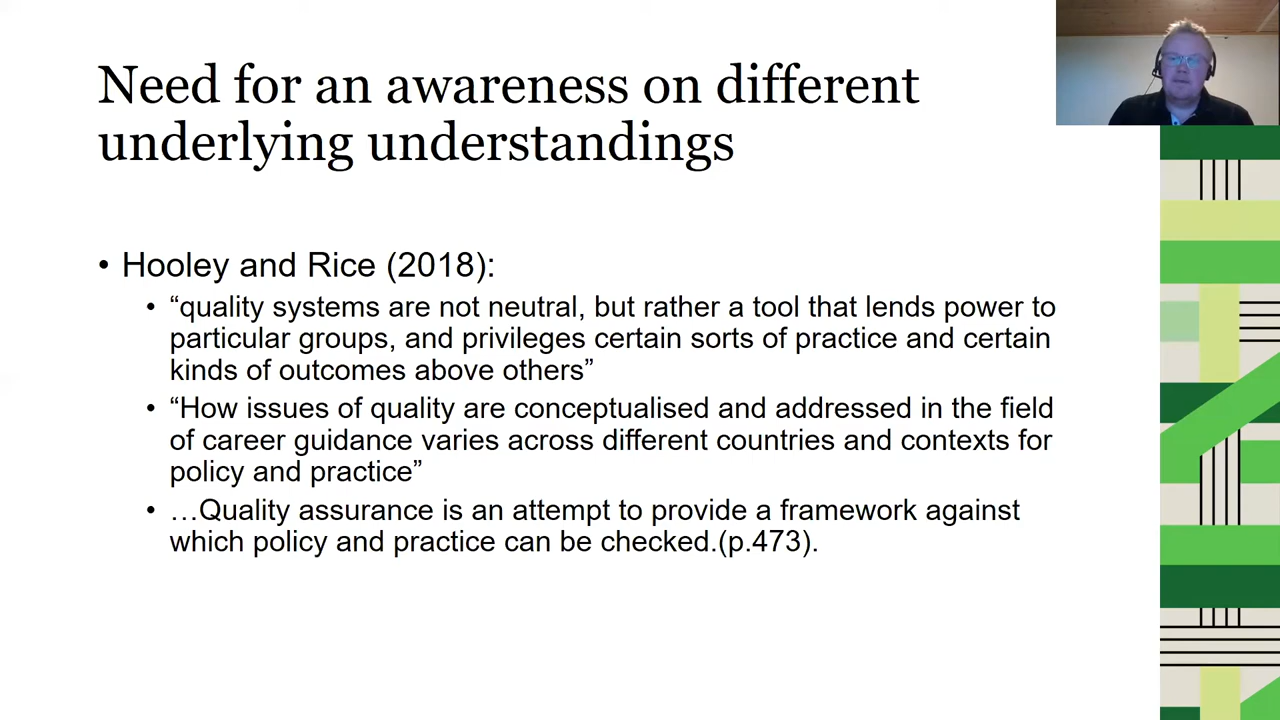 Need for an awareness on different
underlying understandings
• Hooley and Rice (2018):
• “quality systems are not neutral, but rather a tool that lends power to
particular groups, and privileges certain sorts of practice and certain
kinds of outcomes above others”
• “How issues of quality are conceptualised and addressed in the field
of career guidance varies across different countries and contexts for
policy and practice”
• …Quality assurance is an attempt to provide a framework against
which policy and practice can be checked.(p.473).